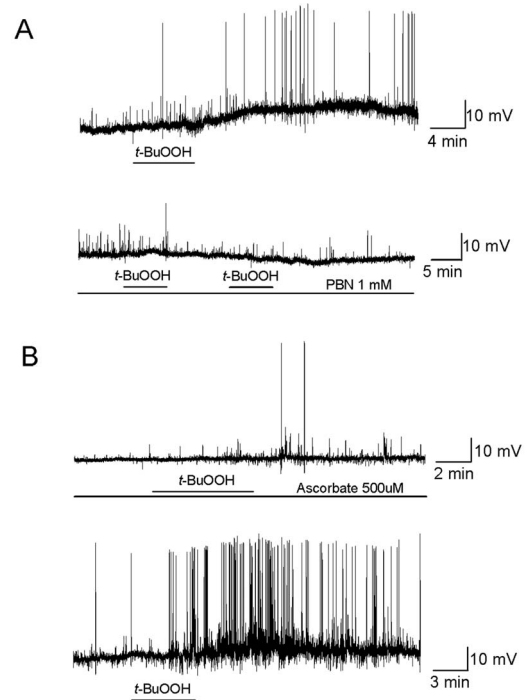 A
10 mV
4 min
t-BuOOH
10 mV
5 min
t-BuOOH t-BuOOH
PBN 1 mM
B
10 mV
2 min
t-BuOOH
Ascorbate 500uM
10 mV
3 min
t-BuOOH